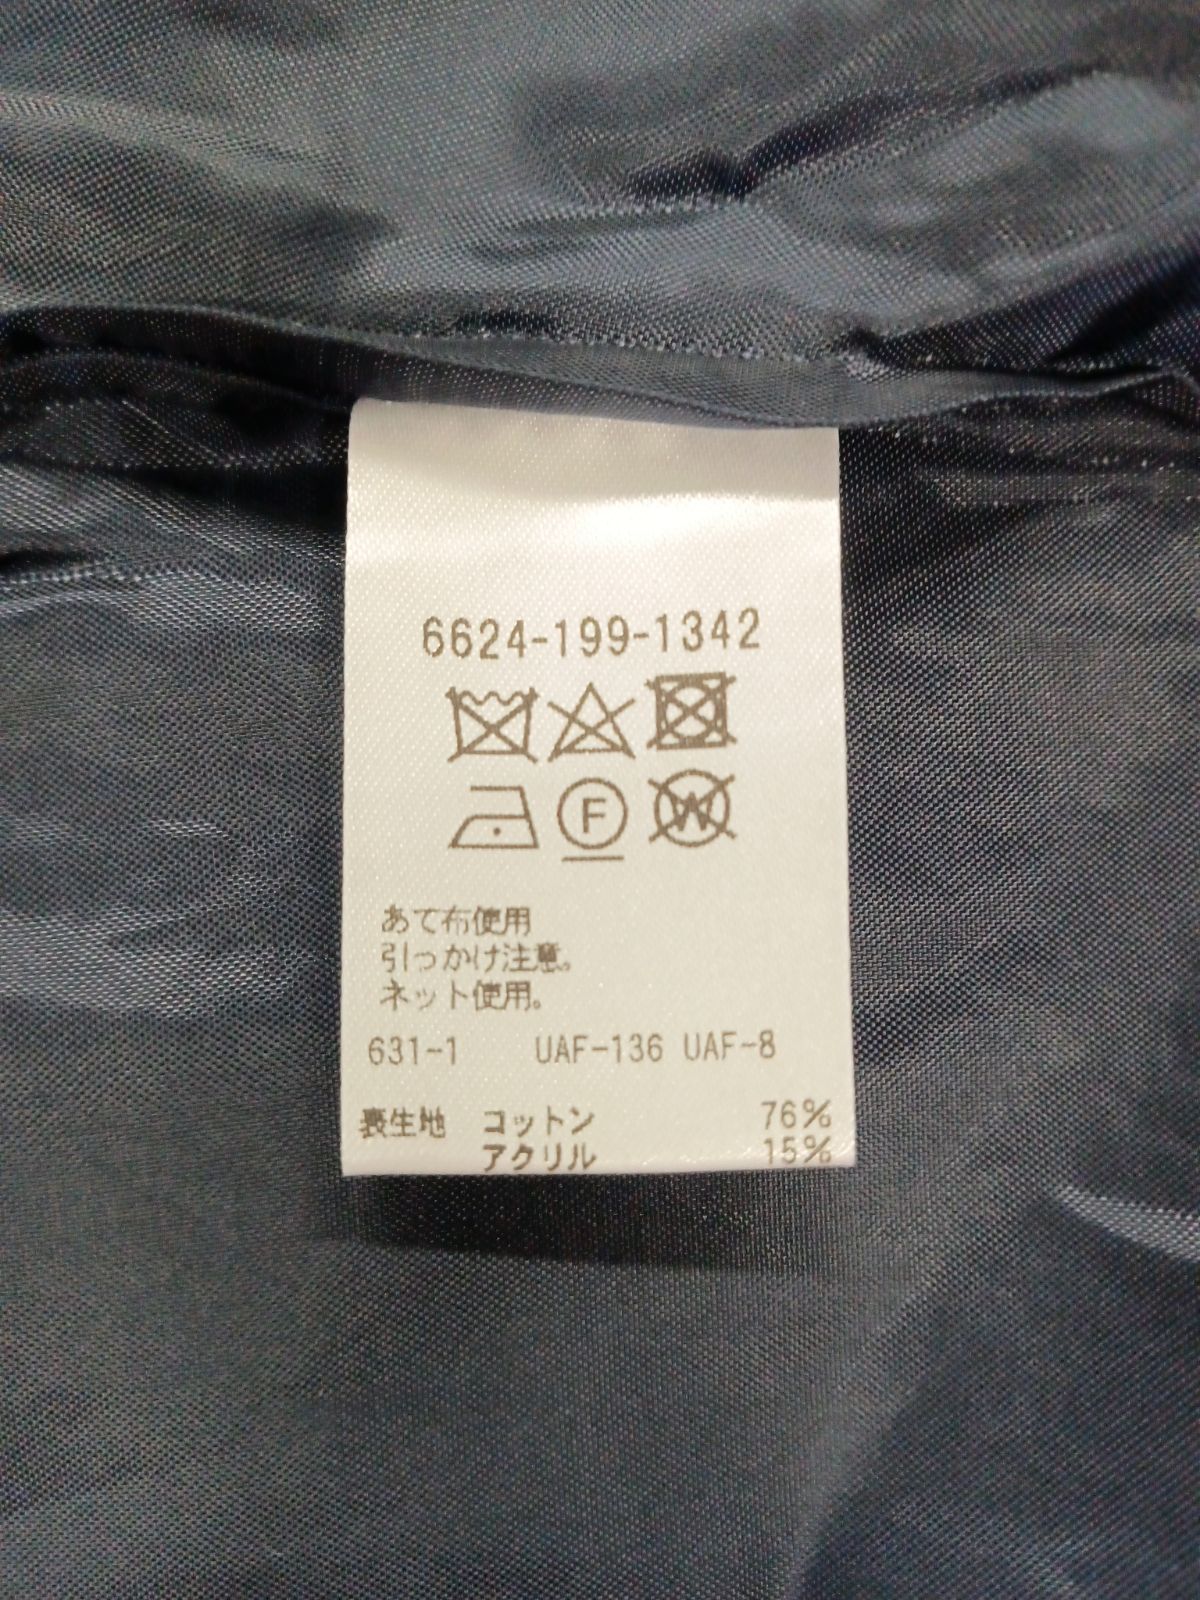 6624-199-1342
F W
あて布使用
引っかけ注意。
ネット使用。
631-1 UAF-136 UAF-8
表生地 コットン 76%
アクリル 15%